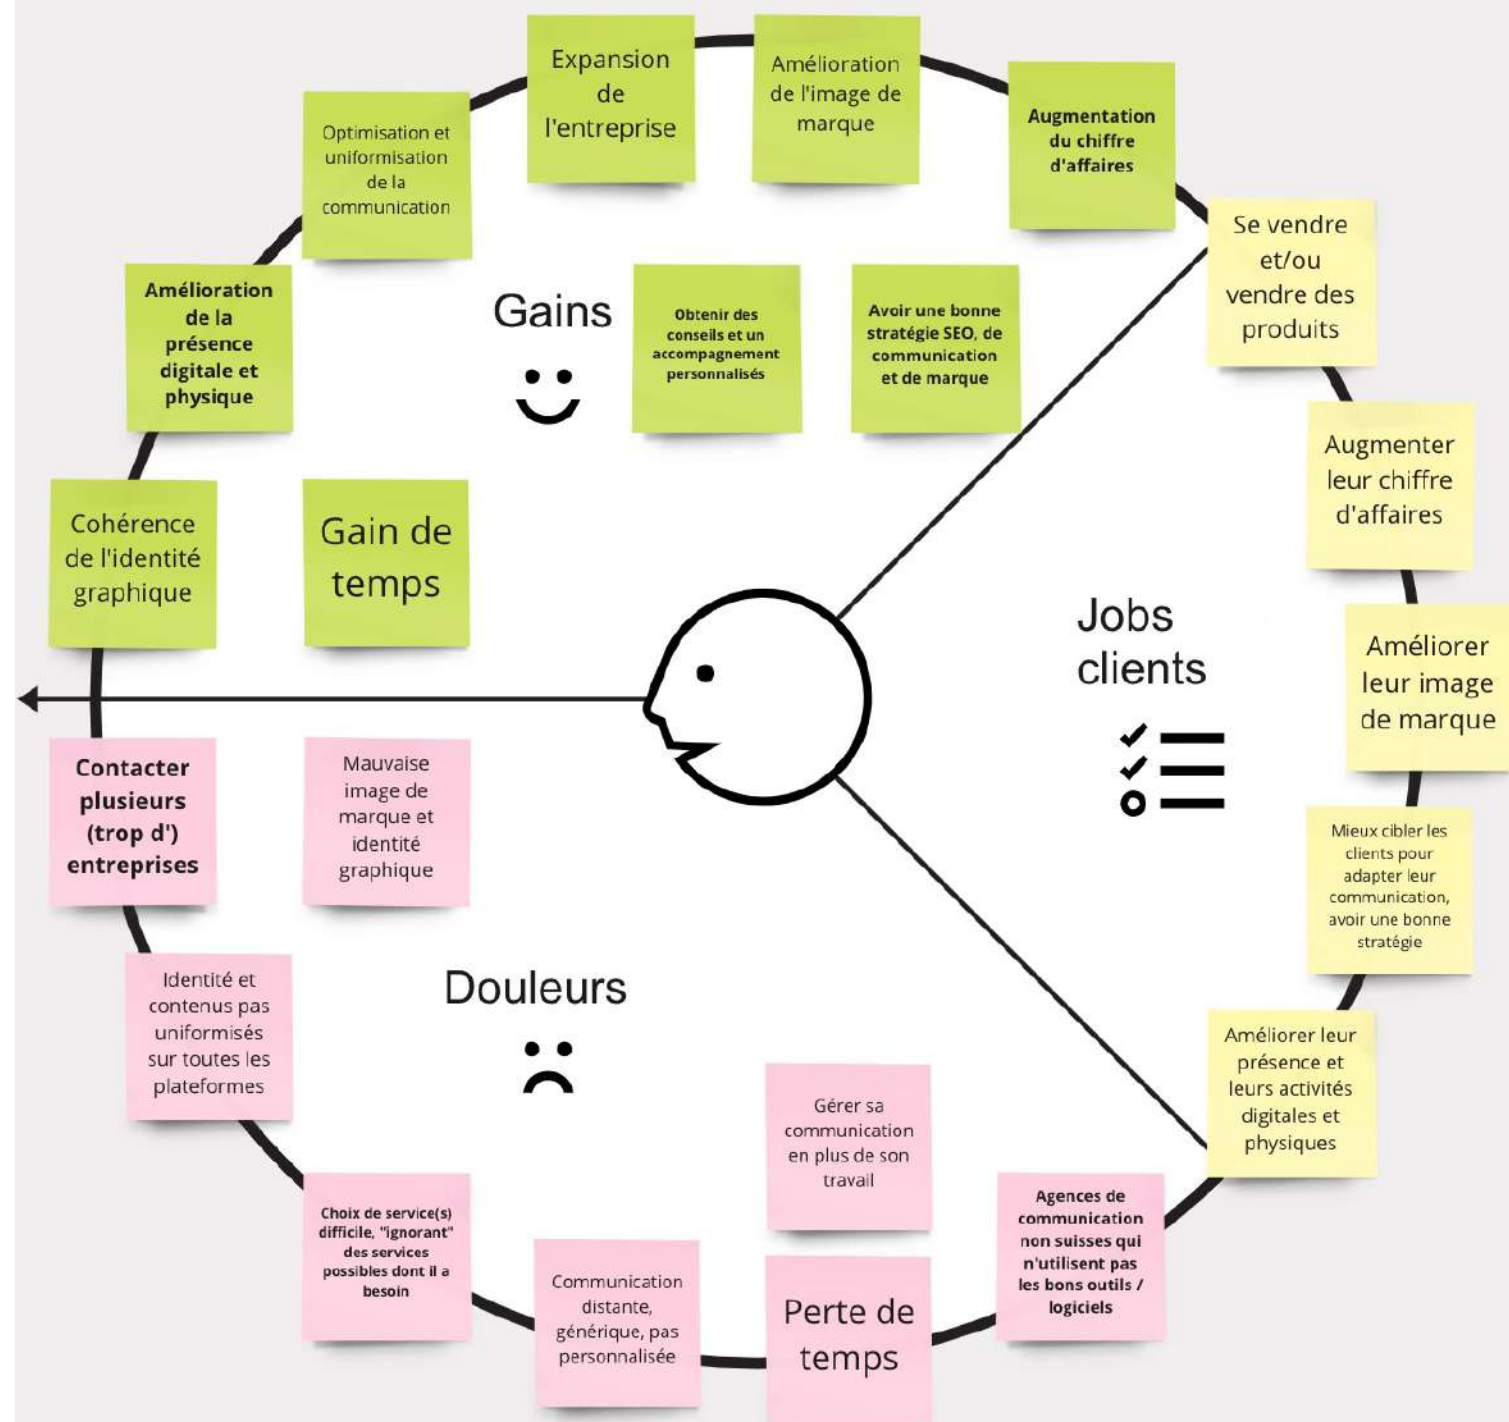 Expansion
de
l'entreprise
Amélioration
de l'image de
marque
Augmentation
du chiffre
d'affaires
Optimisation et
uniformisation
de la
communication
Se vendre
et/ou
vendre des
produits
Amélioration
de la
présence
digitale et
physique
Gains
Obtenir des
conseils et un
accompagnement
personnalisés
Avoir une bonne
stratégie SEO, de
communication
et de marque
Augmenter
leur chiffre
d'affaires
Cohérence
de l'identité
graphique
Gain de
temps
Jobs
clients
Améliorer
leur image
de marque
Contacter
plusieurs
(trop d')
entreprises
Mauvaise
image de
marque et
identité
graphique
Mieux cibler les
clients pour
adapter leur
communication,
avoir une bonne
stratégie
Identité et
contenus pas
uniformisés
sur toutes les
plateformes
Douleurs
Améliorer leur
présence et
leurs activités
digitales et
physiques
Gérer sa
communication
en plus de son
travail
Choix de service(s)
difficile, "ignorant"
des services
possibles dont il a
besoin
Communication
distante,
générique, pas
personnalisée
Perte de
temps
Agences de
communication
non suisses qui
n'utilisent pas
les bons outils /
logiciels